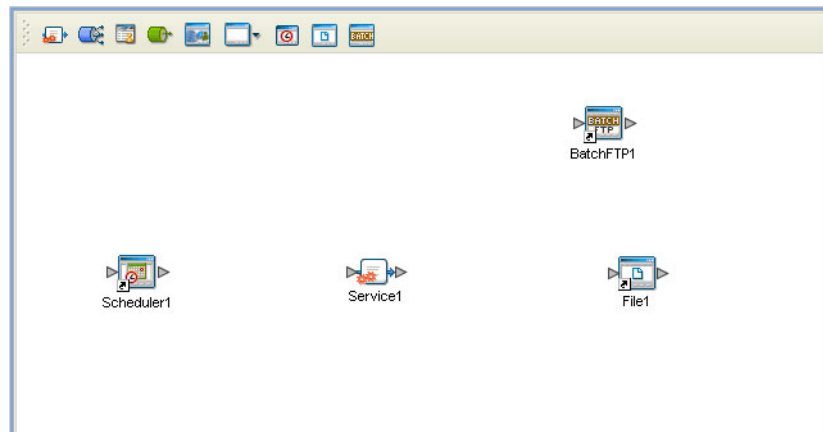 BATCH
BATCH
FTP
BatchFTP1
Scheduler1
Service1
File1